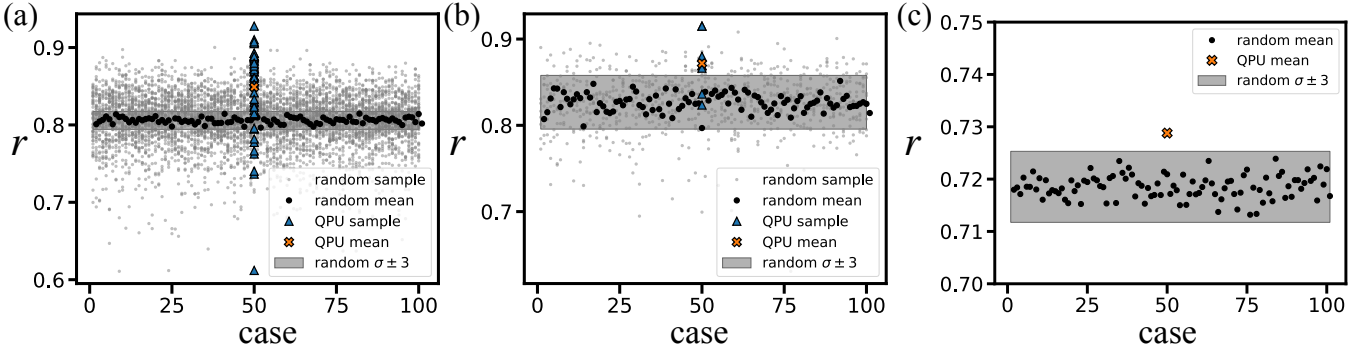 (a)
0.9
0.8
0.7
0.6
r
random sample
random mean
QPU sample
QPU mean
random σ ± 3
0 25 50 75 100
case
(b)
0.9
0.8
0.7
r
random sample
random mean
QPU sample
QPU mean
random σ ± 3
0 25 50 75 100
case
(c)
0.75
0.74
0.73
0.72
0.71
0.70
r
random mean
QPU mean
random σ ± 3
0 25 50 75 100
case